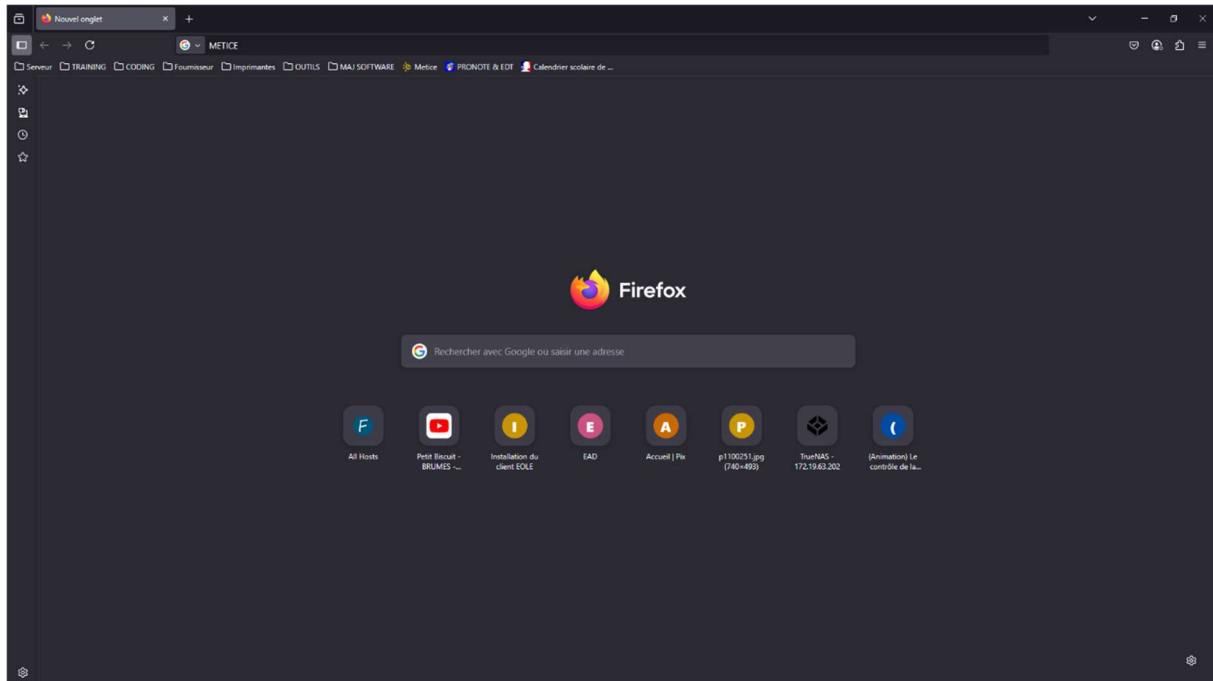 Nouvel onglet
METICE
Serveur TRAINING CODING Fournisseur Imprimantes OUTILS MAJ SOFTWARE Metice PRONOTE & EDT Calendrier scolaire de ...
Firefox
Rechercher avec Google ou saisir une adresse
F
I
E
A
P
(
All Hosts
Petit Biscuit -
BRUMES -...
Installation du
client EOLE
EAD
Accueil | Pix
p1100251.jpg
(740×493)
TrueNAS -
172.19.63.202
(Animation) Le
contrôle de la...